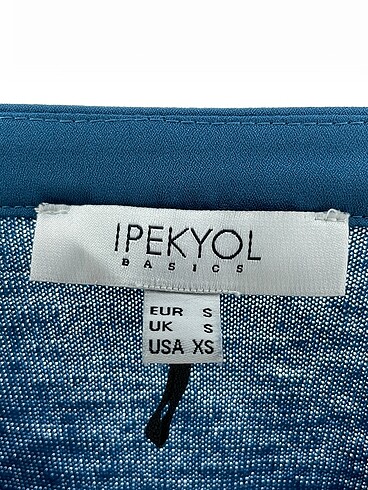 IPEKYOL
BASICS
EUR S
UK S
USA XS